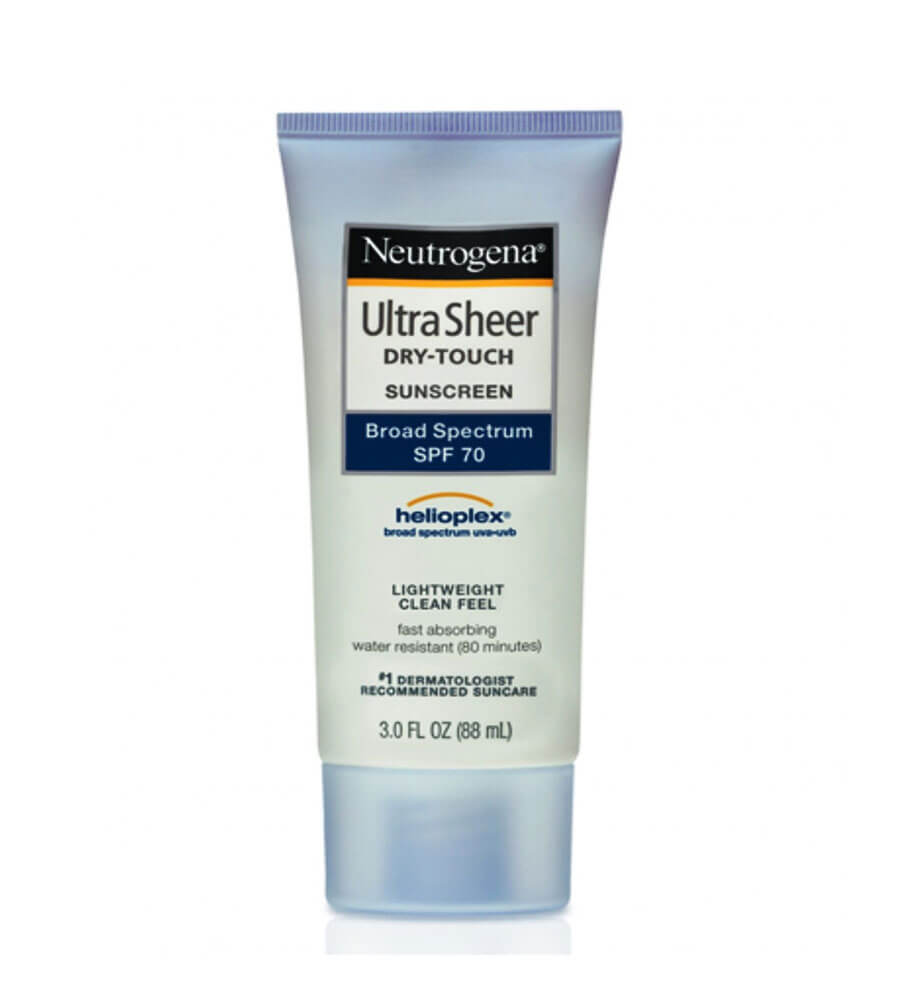 Neutrogena®
Ultra Sheer
DRY-TOUCH
SUNSCREEN
Broad Spectrum
SPF 70
helioplex®
broad spectrum uva•uvb
LIGHTWEIGHT
CLEAN FEEL
fast absorbing
water resistant (80 minutes)
#1 DERMATOLOGIST
RECOMMENDED SUNCARE
3.0 FL OZ (88 mL)